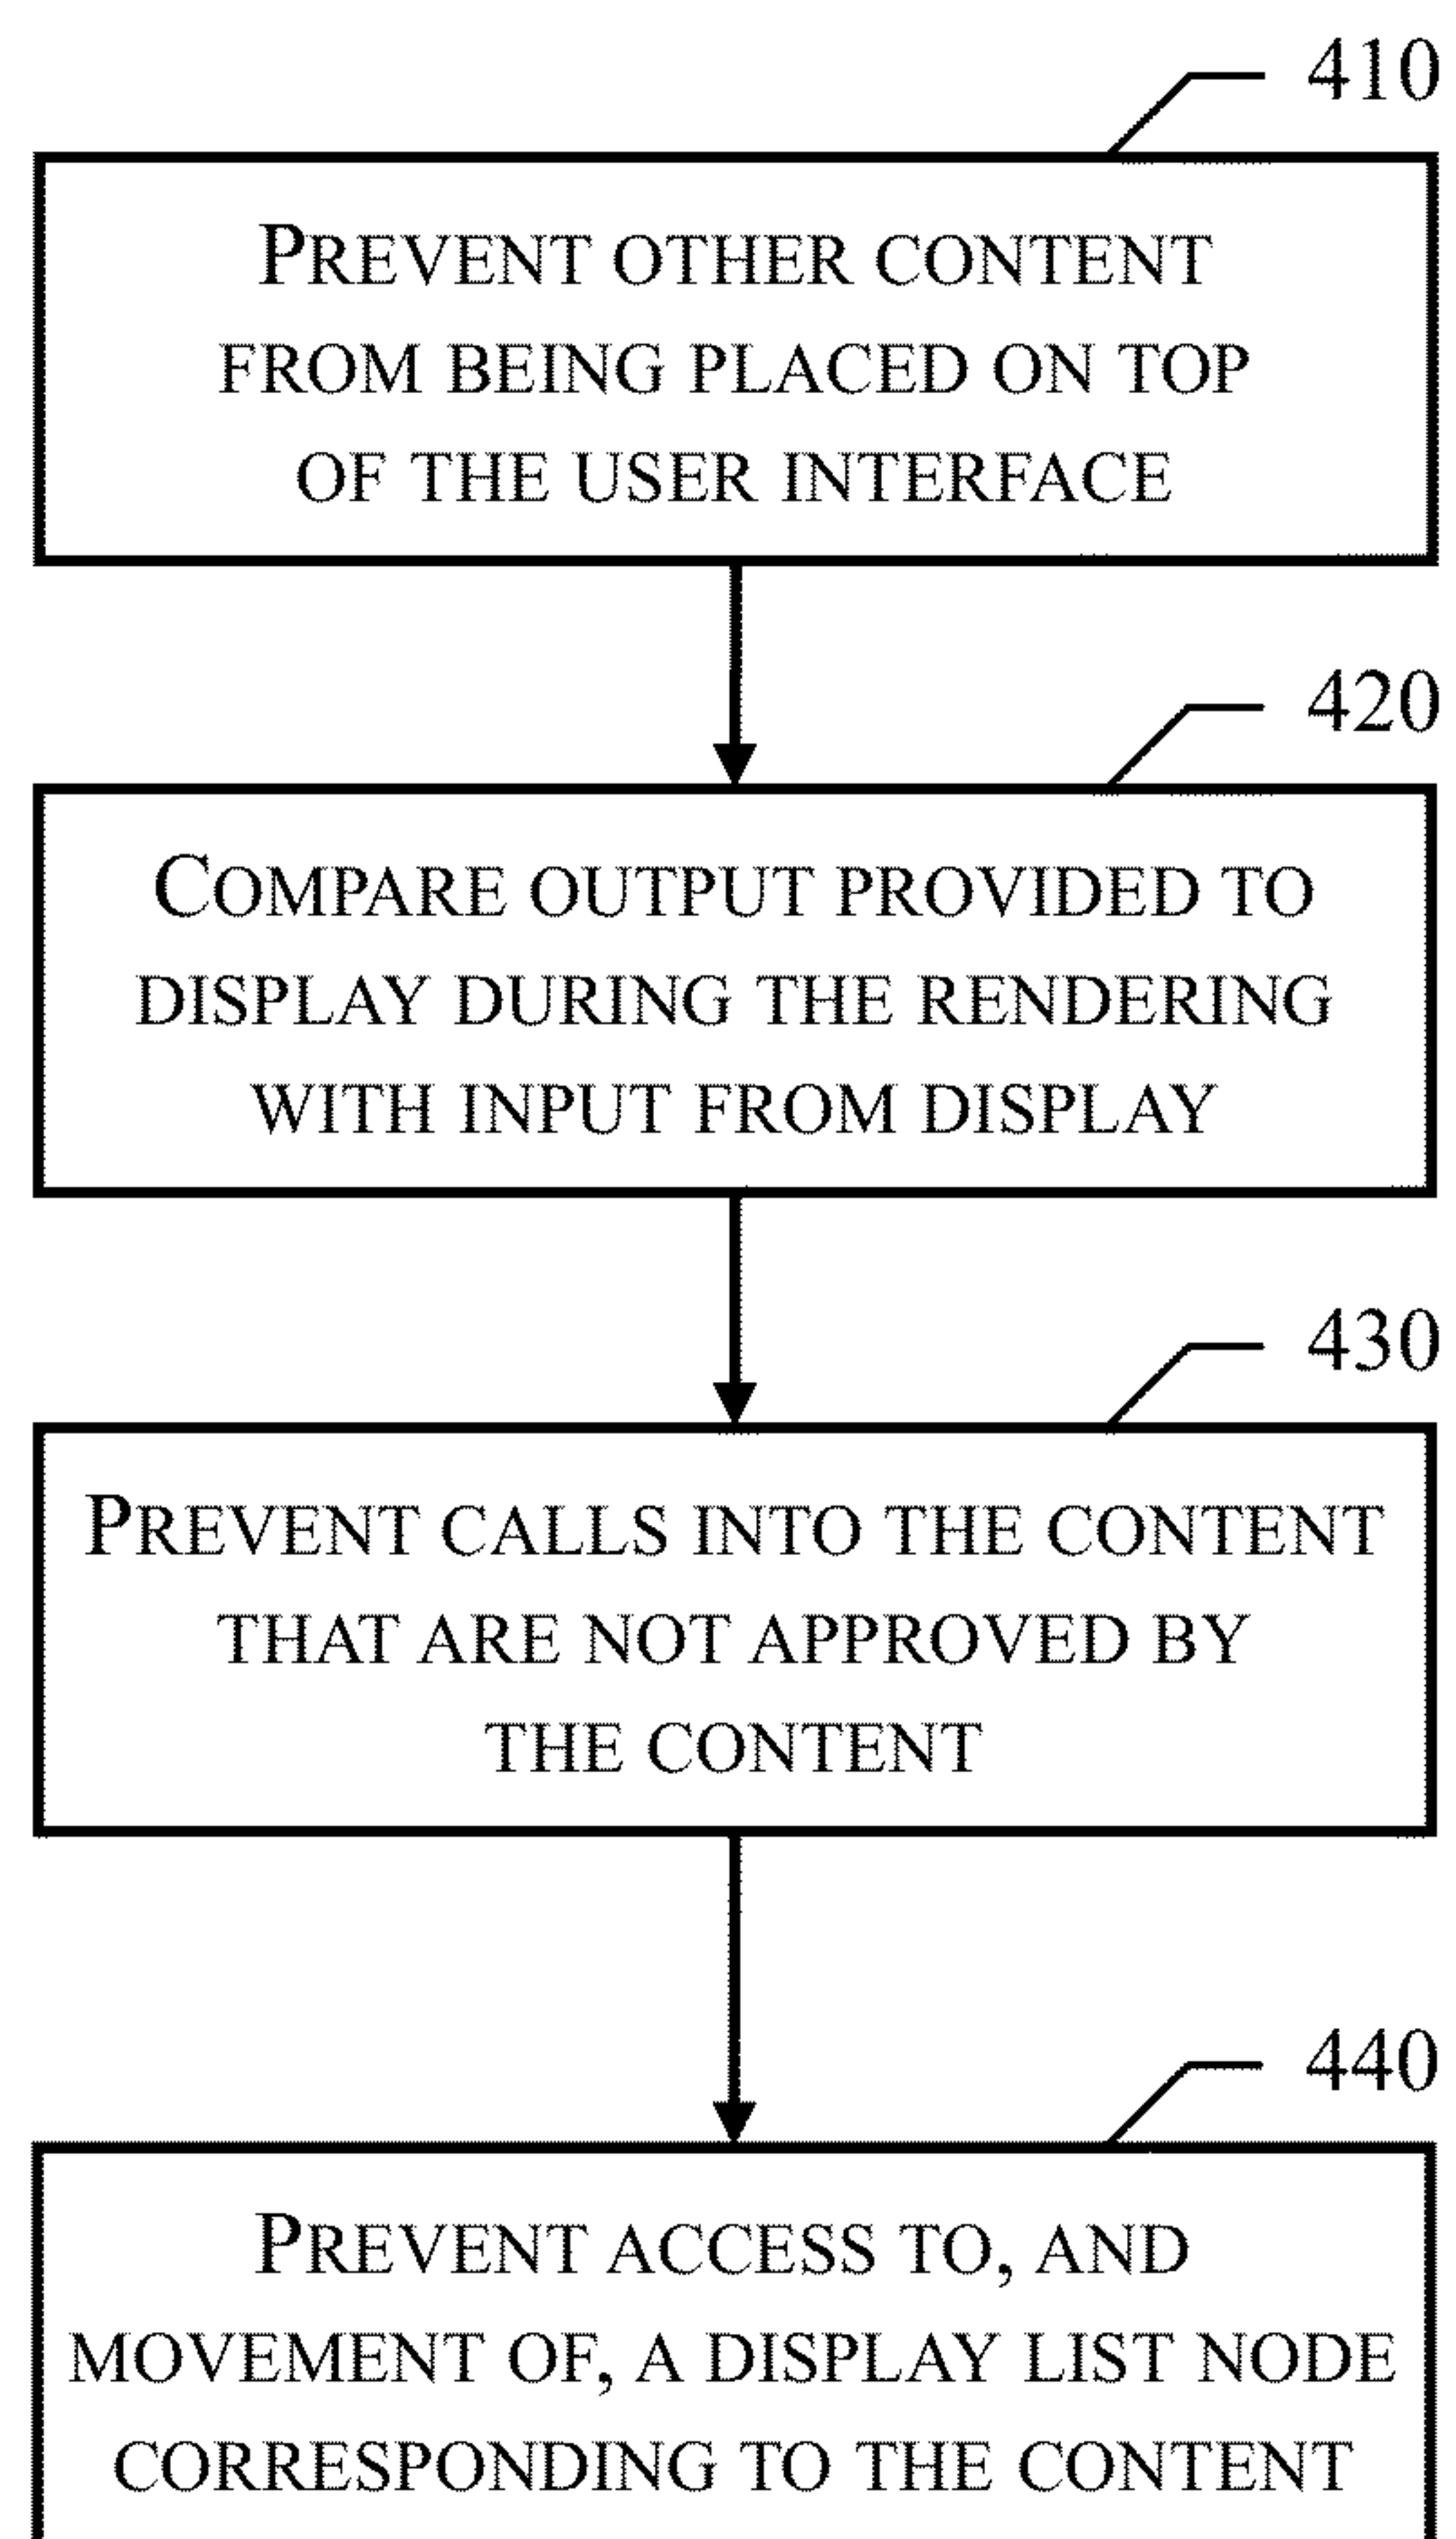 410
PREVENT OTHER CONTENT
FROM BEING PLACED ON TOP
OF THE USER INTERFACE
420
COMPARE OUTPUT PROVIDED TO
DISPLAY DURING THE RENDERING
WITH INPUT FROM DISPLAY
430
PREVENT CALLS INTO THE CONTENT
THAT ARE NOT APPROVED BY
THE CONTENT
440
PREVENT ACCESS TO, AND
MOVEMENT OF, A DISPLAY LIST NODE
CORRESPONDING TO THE CONTENT